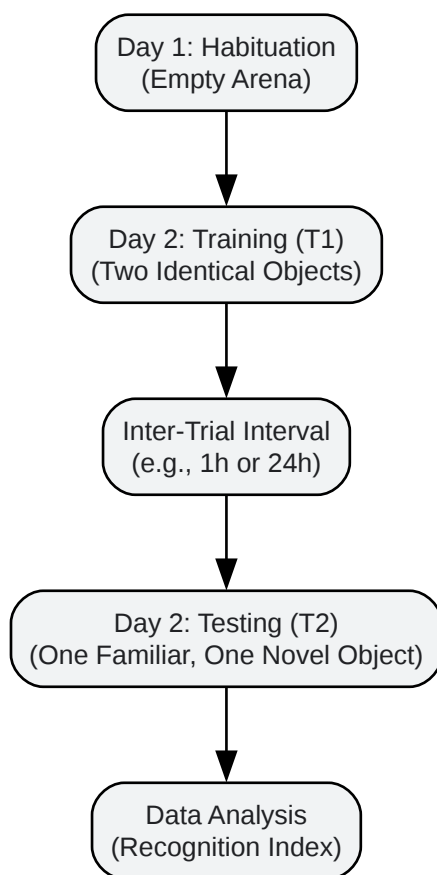 Day 1: Habituation
(Empty Arena)
Day 2: Training (T1)
(Two Identical Objects)
Inter-Trial Interval
(e.g., 1h or 24h)
Day 2: Testing (T2)
(One Familiar, One Novel Object)
Data Analysis
(Recognition Index)